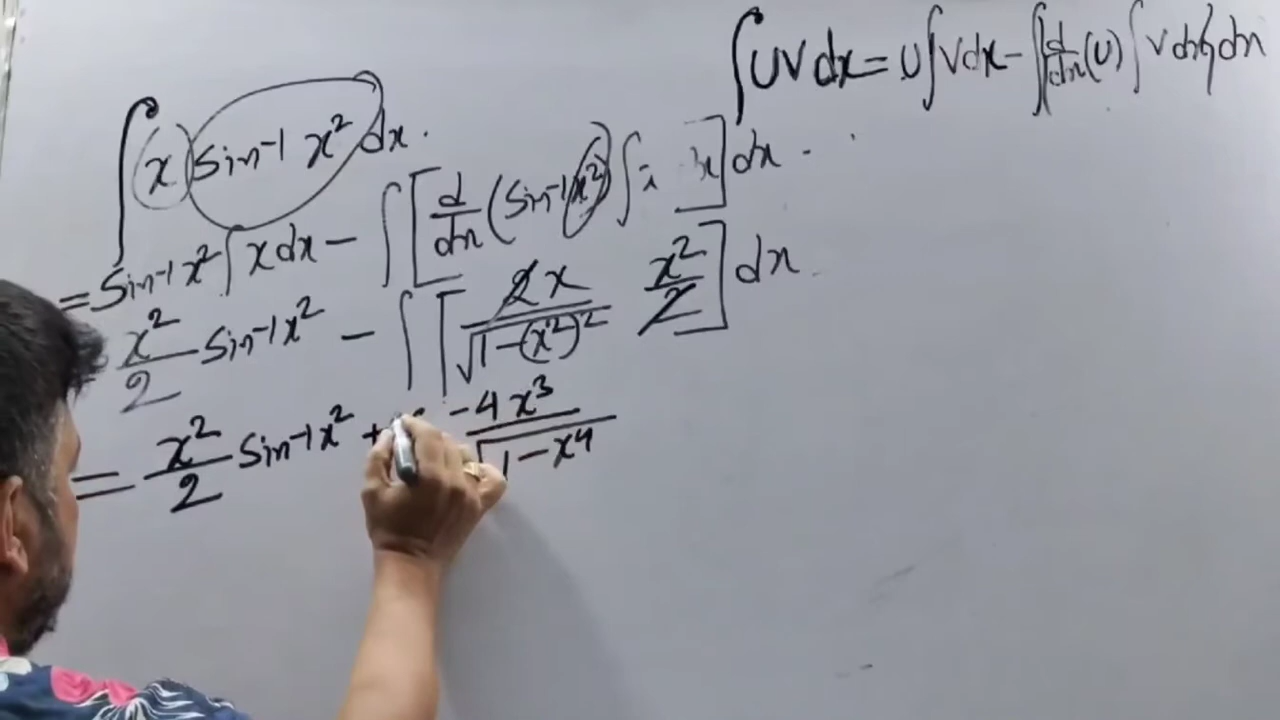 ∫UV dx = U∫V dx − ∫(d/dx (U) ∫V dx) dx
∫ x sin⁻¹ x² dx.
= sin⁻¹ x² ∫ x dx − ∫ [ d/dx (sin⁻¹ x²) ∫ x ] dx
x²/2 sin⁻¹ x² − ∫ [ 2x/√(1−(x²)²) x²/2 ] dx
= x²/2 sin⁻¹ x² + −4x³/√(1−x⁴)